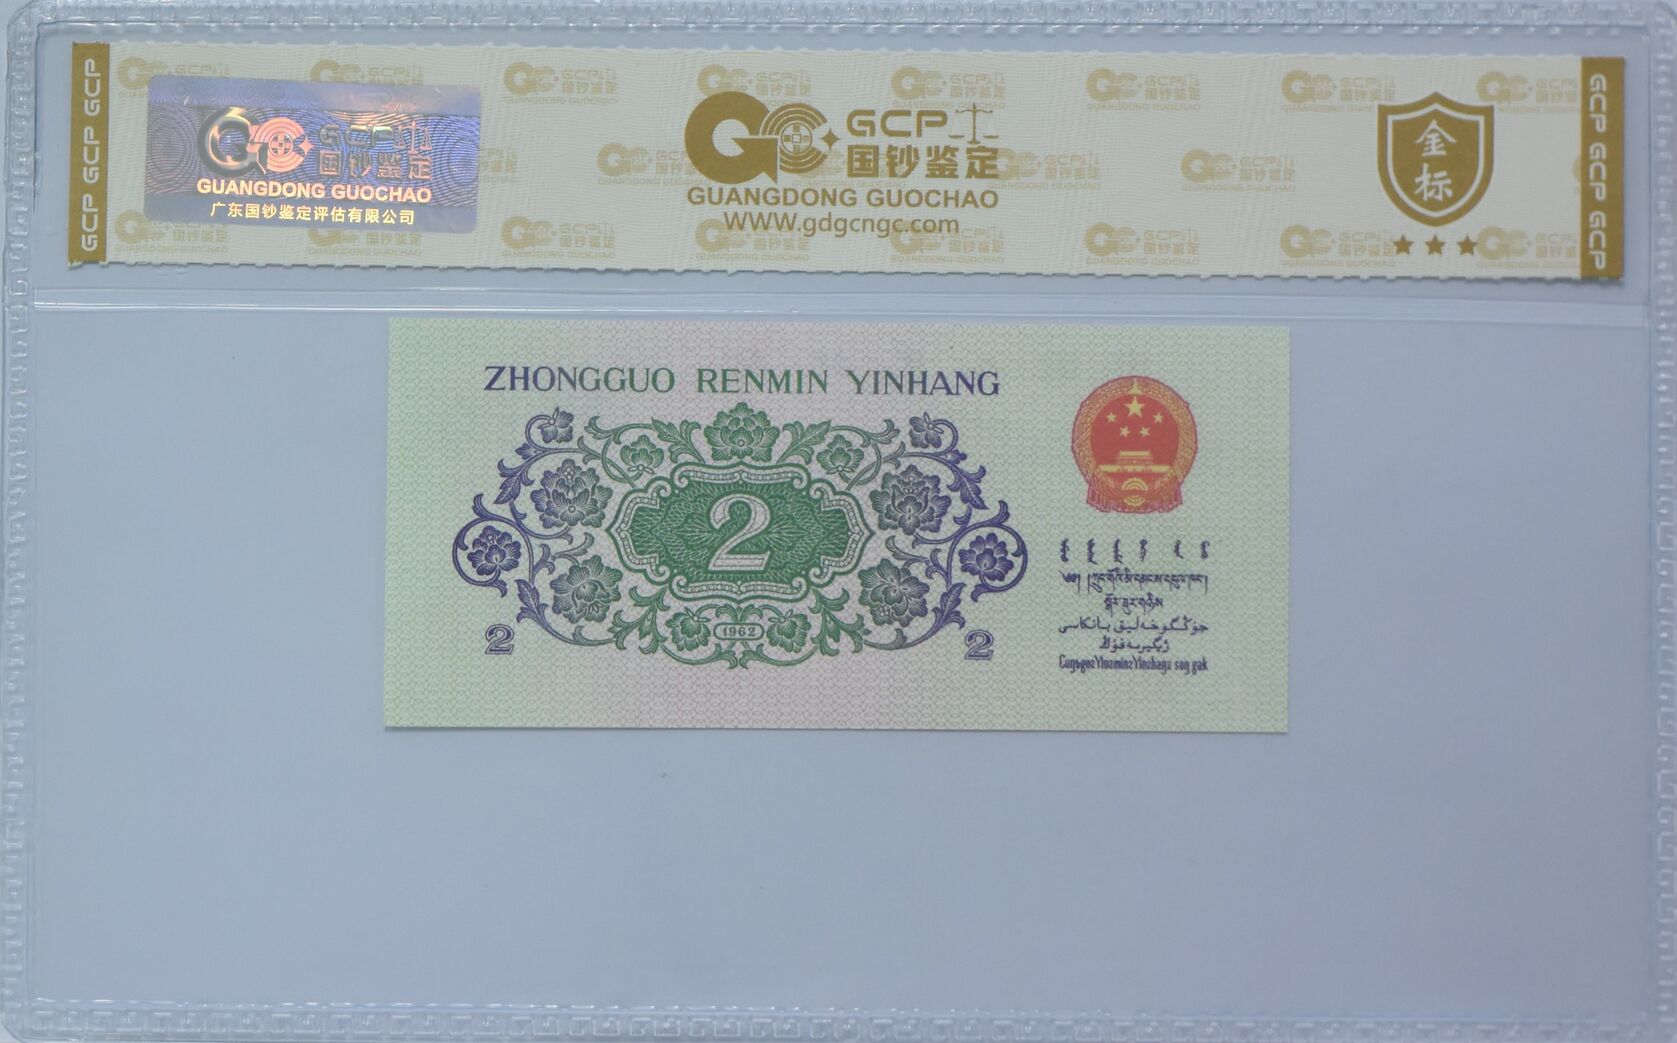 GCP GCP GCP
GCP 国钞鉴定
GUANGDONG GUOCHAO
广东国钞鉴定评估有限公司
GCP
国钞鉴定
GUANGDONG GUOCHAO
WWW.gdgcngc.com
金标
GCP GCP GCP
ZHONGGUO RENMIN YINHANG
2
1962
2
2